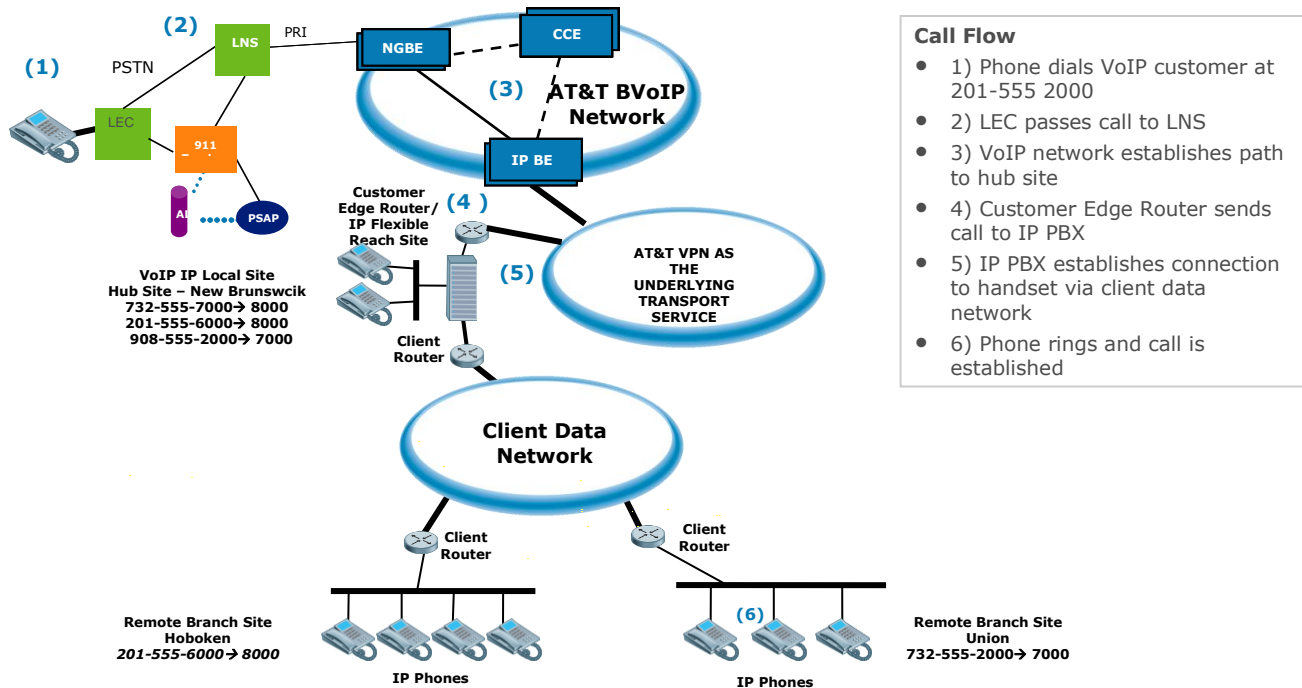 (2)
LNS
PRI
NGBE
CCE
(1)
PSTN
(3)
AT&T BVoIP
Network
LEC
911
IP BE
AL
PSAP
Customer
Edge Router/
IP Flexible
Reach Site
(4 )
(5)
AT&T VPN AS
THE
UNDERLYING
TRANSPORT
SERVICE
VoIP IP Local Site
Hub Site – New Brunswcik
732-555-7000→ 8000
201-555-6000→ 8000
908-555-2000→ 7000
Client
Router
Client Data
Network
Client
Router
Client
Router
Remote Branch Site
Hoboken
201-555-6000→ 8000
IP Phones
(6)
IP Phones
Remote Branch Site
Union
732-555-2000→ 7000
Call Flow
• 1) Phone dials VoIP customer at
201-555 2000
• 2) LEC passes call to LNS
• 3) VoIP network establishes path
to hub site
• 4) Customer Edge Router sends
call to IP PBX
• 5) IP PBX establishes connection
to handset via client data
network
• 6) Phone rings and call is
established